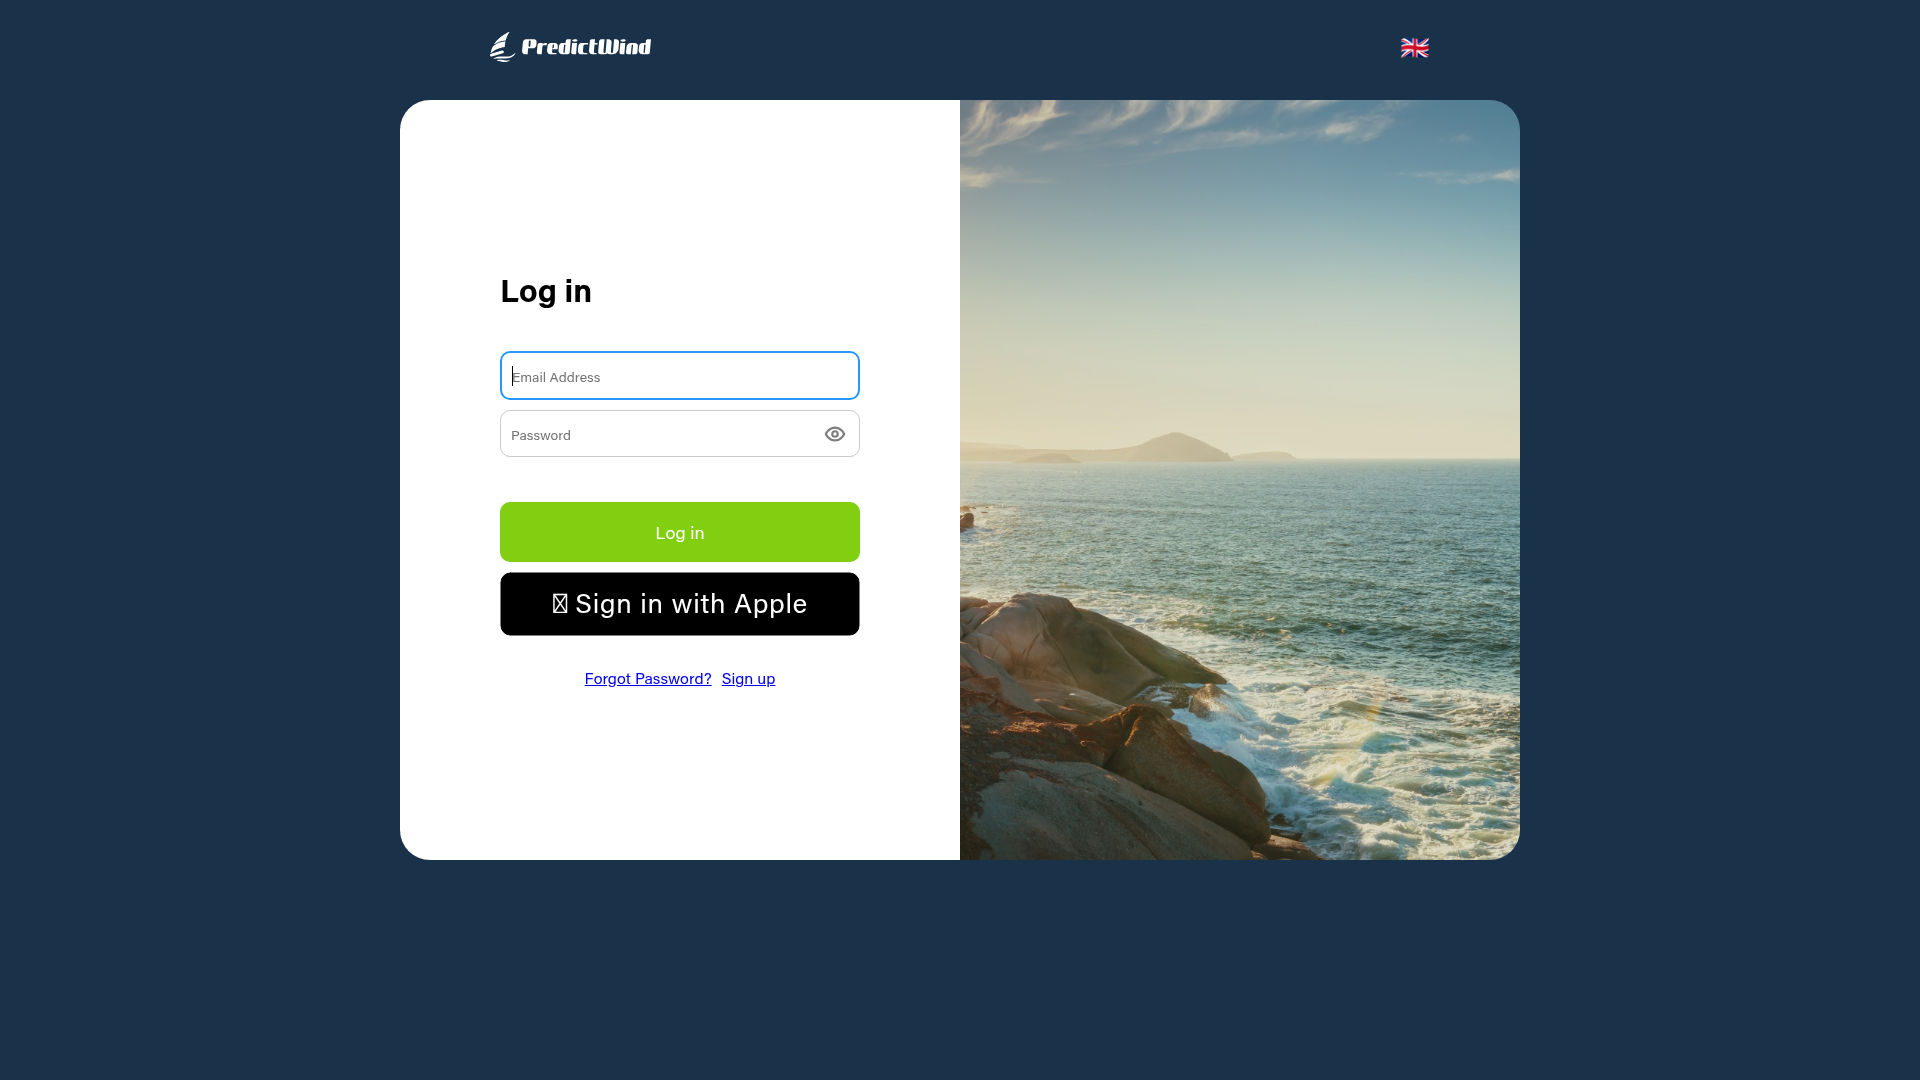 PredictWind
Log in
Email Address
Password
Log in
Sign in with Apple
Forgot Password? Sign up